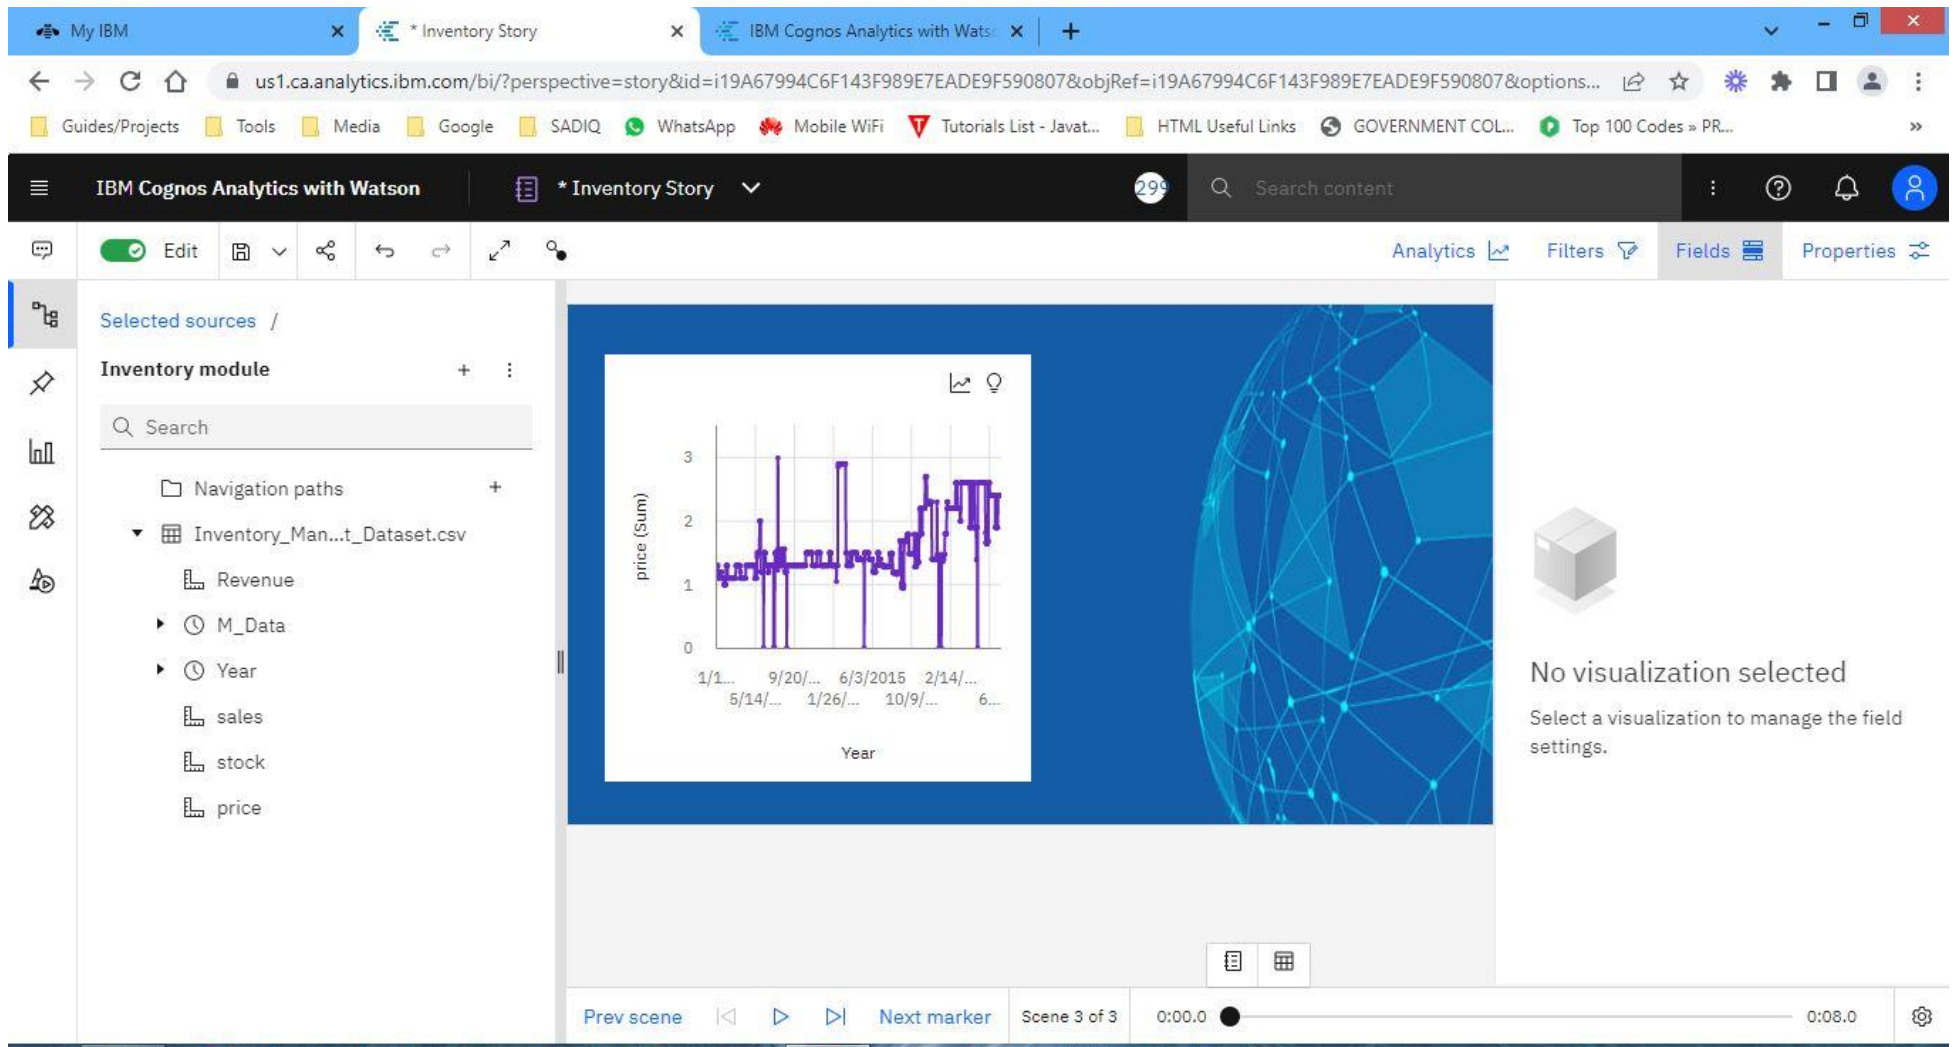 My IBM
* Inventory Story
IBM Cognos Analytics with Wats
us1.ca.analytics.ibm.com/bi/?perspective=story&id=i19A67994C6F143F989E7EADE9F590807&objRef=i19A67994C6F143F989E7EADE9F590807&options...
Guides/Projects
Tools
Media
Google
SADIQ
WhatsApp
Mobile WiFi
Tutorials List - Javat...
HTML Useful Links
GOVERNMENT COL...
Top 100 Codes » PR...
»
IBM Cognos Analytics with Watson
* Inventory Story
299
Search content
Edit
Analytics
Filters
Fields
Properties
Selected sources /
Inventory module
Search
Navigation paths
Inventory_Man...t_Dataset.csv
Revenue
M_Data
Year
sales
stock
price
price (Sum)
3
2
1
0
1/1... 9/20/... 6/3/2015 2/14/...
5/14/... 1/26/... 10/9/... 6...
Year
No visualization selected
Select a visualization to manage the field
settings.
Prev scene
Next marker
Scene 3 of 3
0:00.0
0:08.0